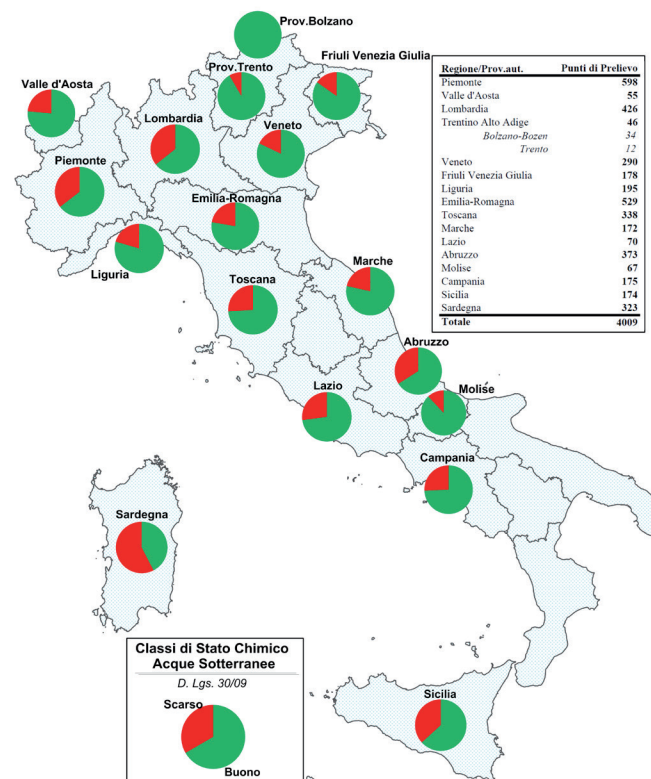 Prov.Bolzano
Friuli Venezia Giulia
Prov.Trento
Valle d'Aosta
Lombardia
Veneto
Piemonte
Emilia-Romagna
Liguria
Toscana
Marche
Abruzzo
Lazio
Molise
Campania
Sardegna
Sicilia
Regione/Prov.aut. Punti di Prelievo
Piemonte 598
Valle d'Aosta 55
Lombardia 426
Trentino Alto Adige 46
Bolzano-Bozen 34
Trento 12
Veneto 290
Friuli Venezia Giulia 178
Liguria 195
Emilia-Romagna 529
Toscana 338
Marche 172
Lazio 70
Abruzzo 373
Molise 67
Campania 175
Sicilia 174
Sardegna 323
Totale 4009
Classi di Stato Chimico
Acque Sotterranee
D. Lgs. 30/09
Scarso
Buono